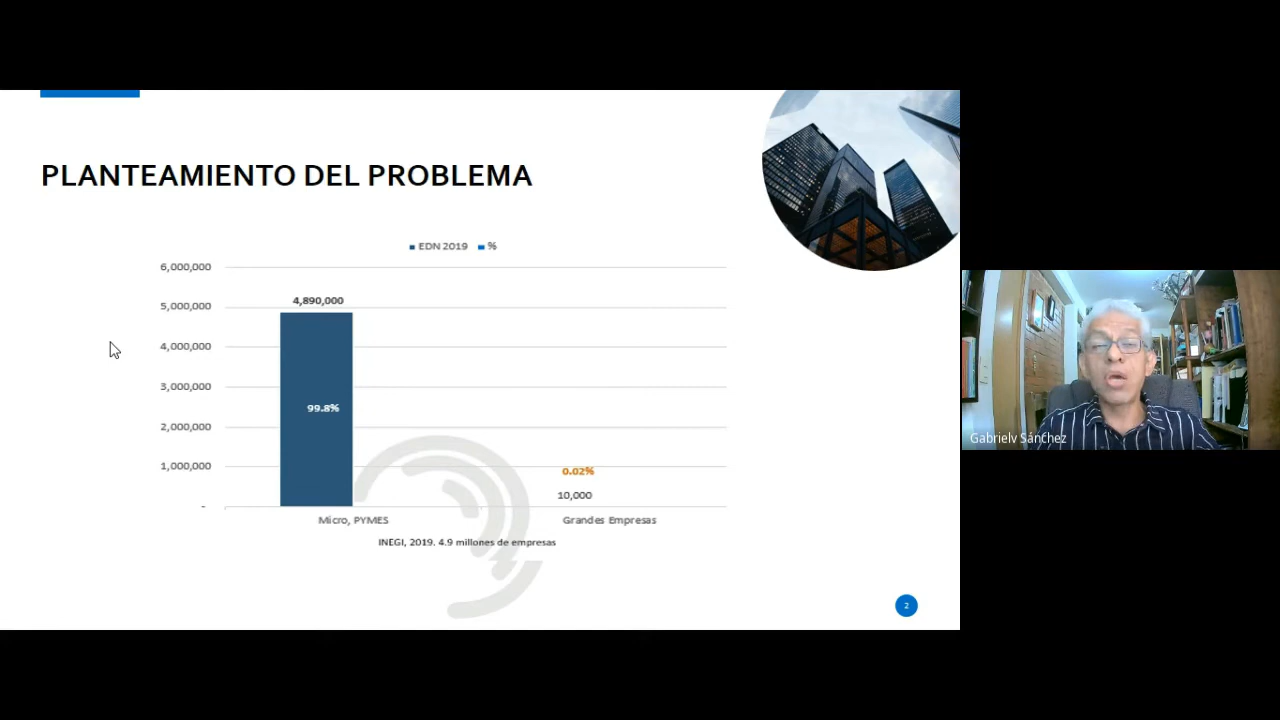 PLANTEAMIENTO DEL PROBLEMA
EDN 2019 %
6,000,000
5,000,000
4,000,000
3,000,000
2,000,000
1,000,000
-
4,890,000
99.8%
0.02%
10,000
Micro, PYMES Grandes Empresas
INEGI, 2019. 4.9 millones de empresas
2
Gabrielv Sánchez